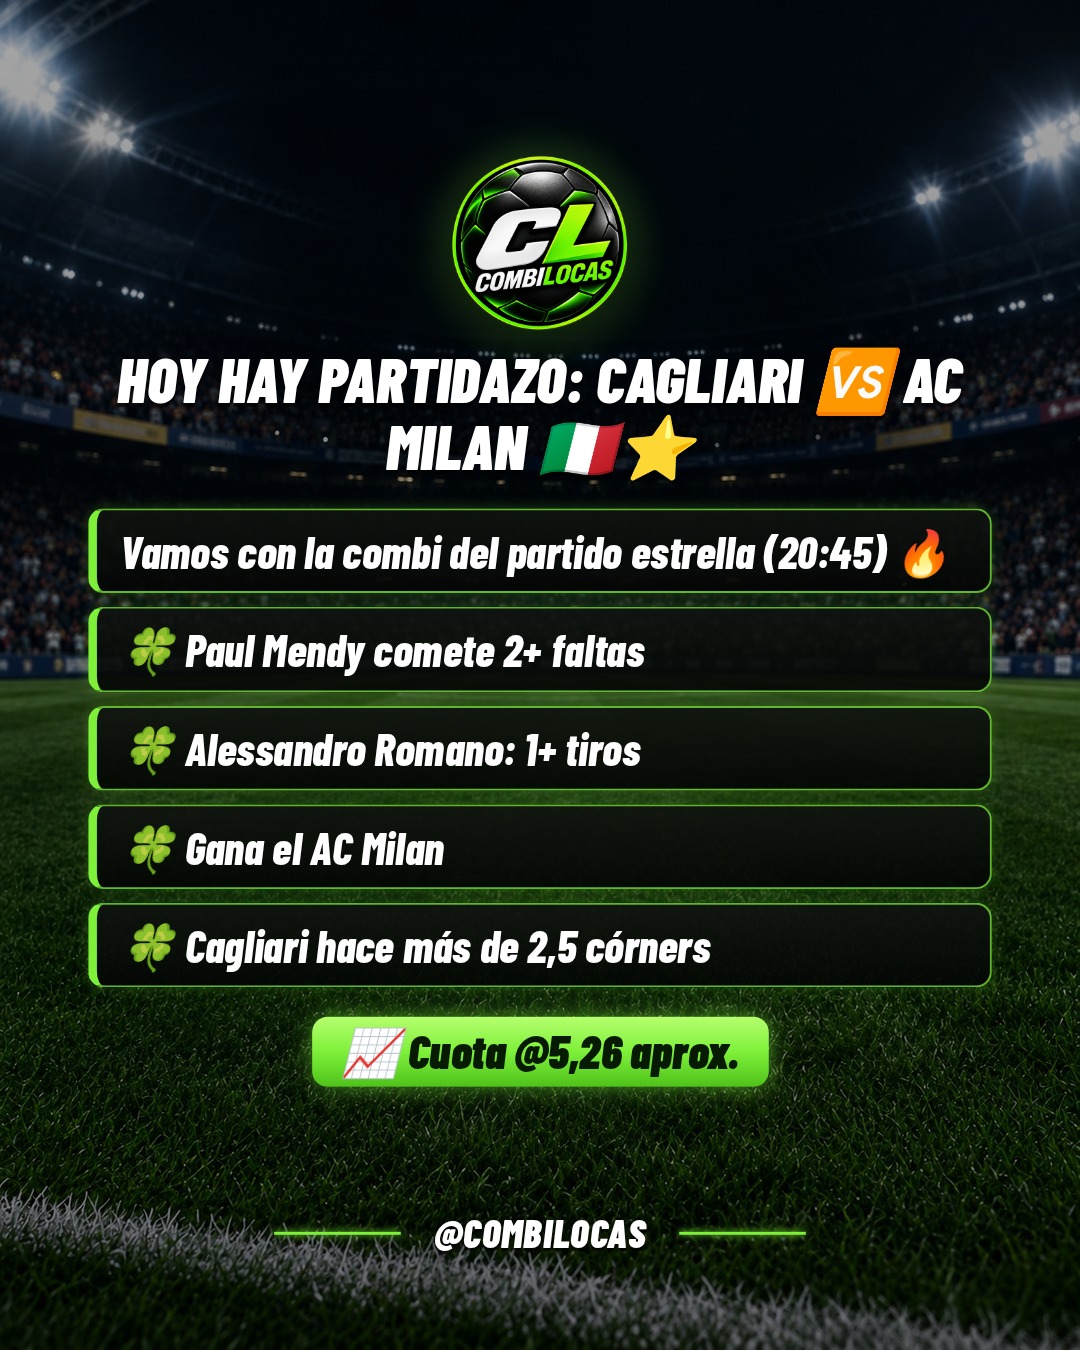 CL
COMBILOCAS
HOY HAY PARTIDAZO: CAGLIARI 🆚 AC
MILAN 🇮🇹⭐
Vamos con la combi del partido estrella (20:45) 🔥
🍀 Paul Mendy comete 2+ faltas
🍀 Alessandro Romano: 1+ tiros
🍀 Gana el AC Milan
🍀 Cagliari hace más de 2,5 córners
📈 Cuota @5,26 aprox.
@COMBILOCAS